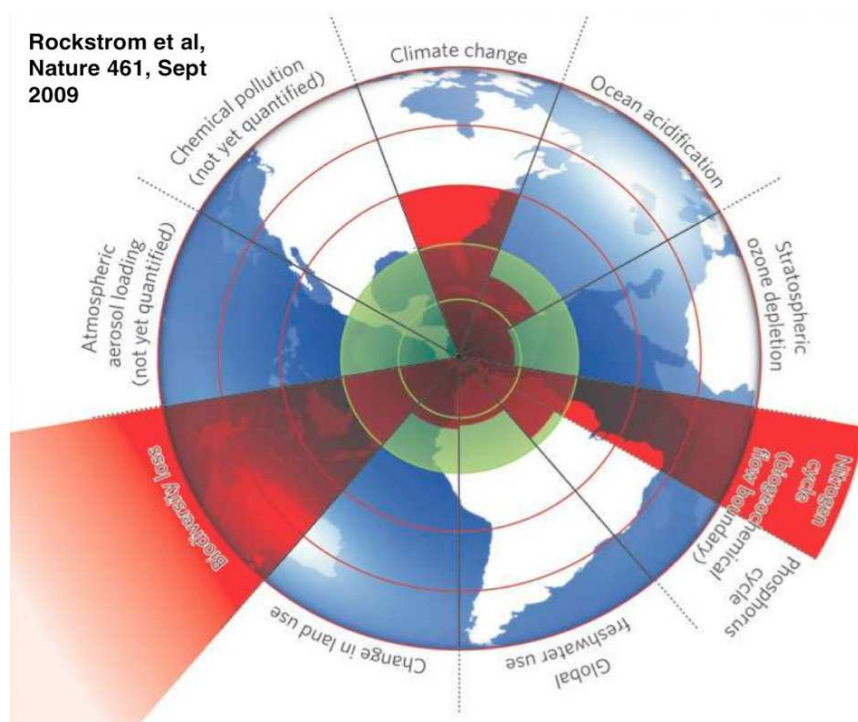 Rockstrom et al,
Nature 461, Sept
2009
Climate change
Ocean acidification
Stratospheric
ozone depletion
Nitrogen
cycle
(biogeochemical
flow boundary)
Phosphorus
cycle
Global
freshwater use
Change in land use
Biodiversity loss
Atmospheric
aerosol loading
(not yet quantified)
Chemical pollution
(not yet quantified)